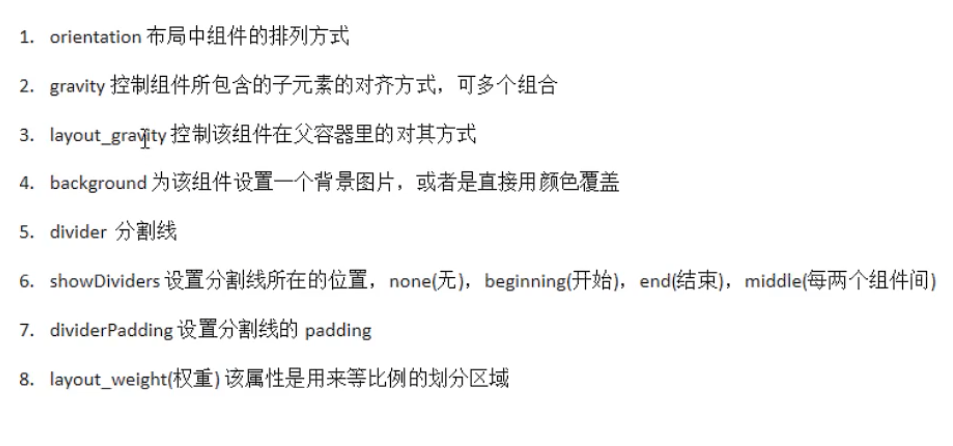 1. orientation 布局中组件的排列方式
2. gravity 控制组件所包含的子元素的对齐方式，可多个组合
3. layout_gravity 控制该组件在父容器里的对其方式
4. background 为该组件设置一个背景图片，或者是直接用颜色覆盖
5. divider 分割线
6. showDividers 设置分割线所在的位置，none(无)，beginning(开始)，end(结束)，middle(每两个组件间)
7. dividerPadding 设置分割线的 padding
8. layout_weight(权重) 该属性是用来等比例的划分区域